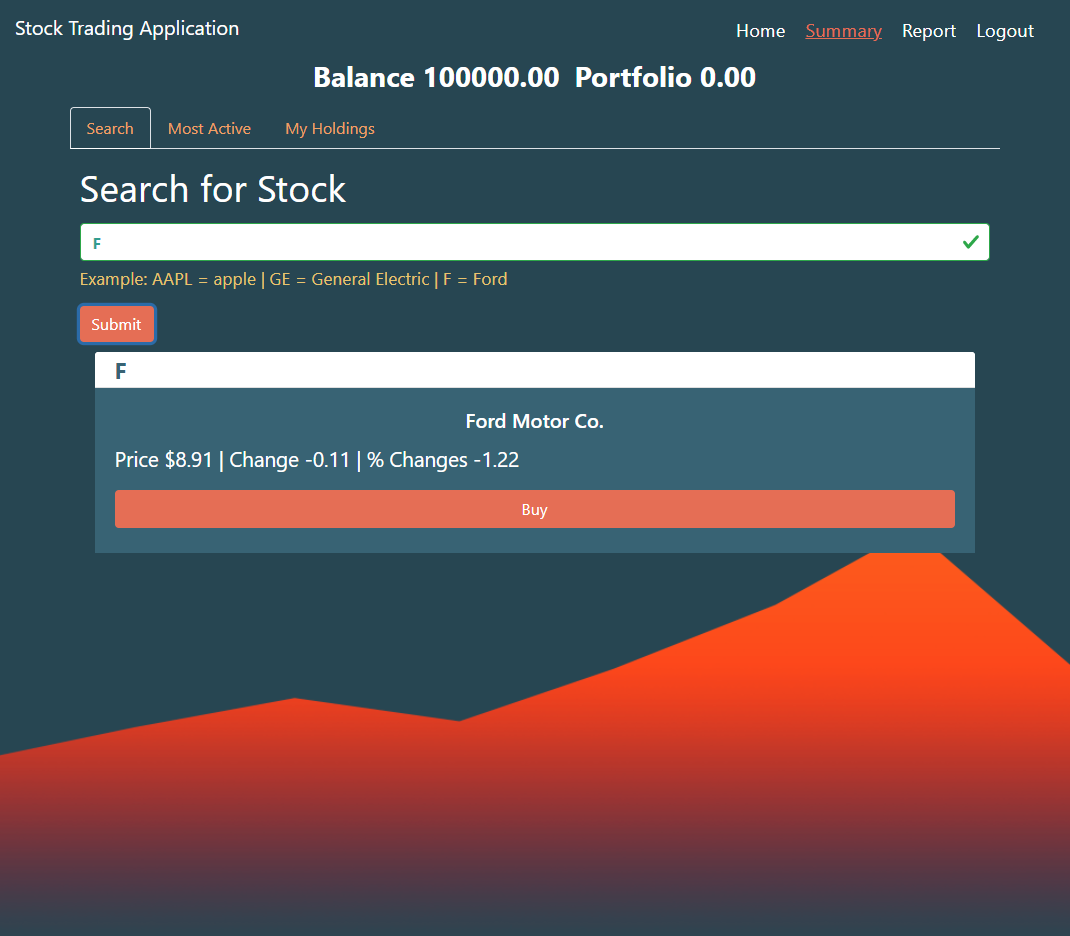 Stock Trading Application
Home Summary Report Logout
Balance 100000.00 Portfolio 0.00
Search Most Active My Holdings
Search for Stock
F
Example: AAPL = apple | GE = General Electric | F = Ford
Submit
F
Ford Motor Co.
Price $8.91 | Change -0.11 | % Changes -1.22
Buy